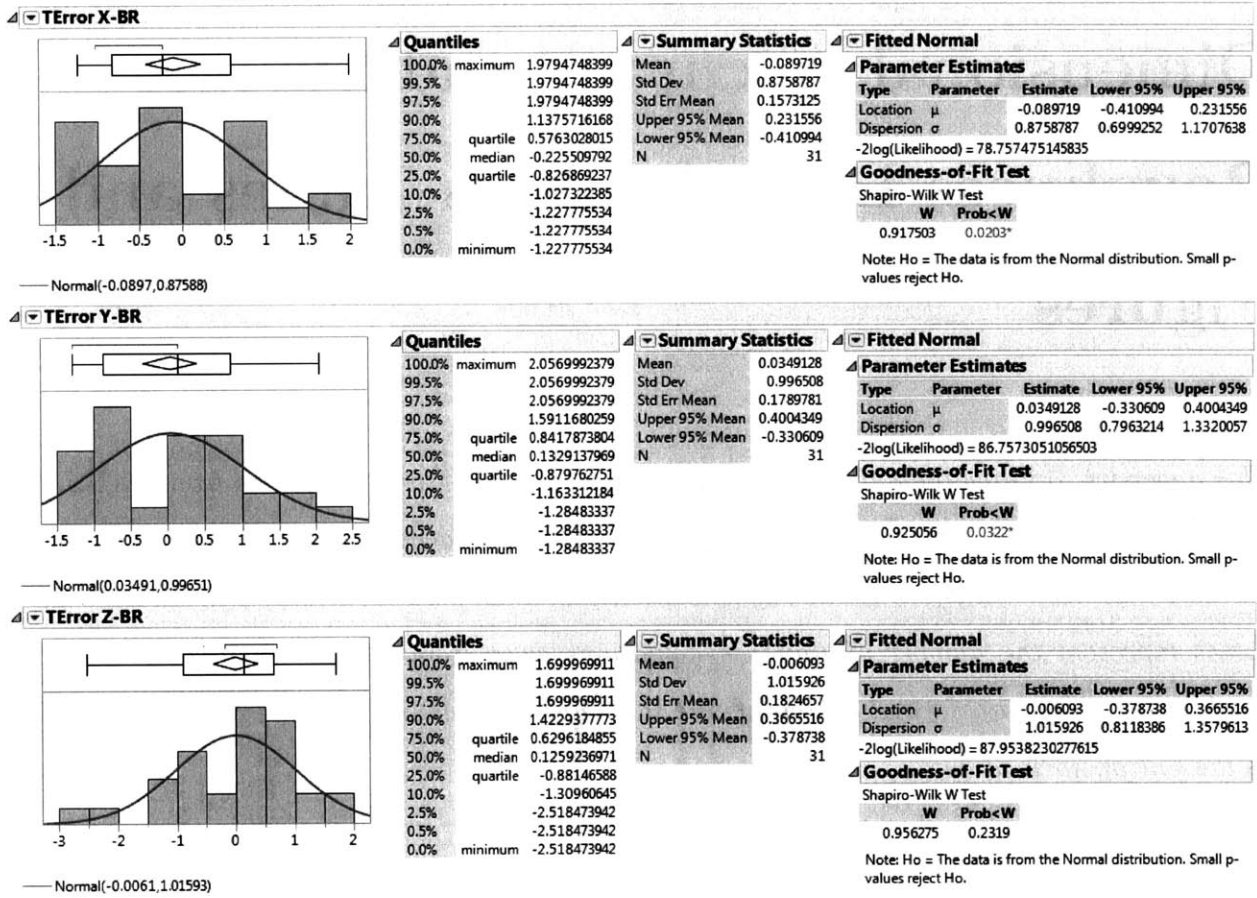 TError X-BR
-1.5 -1 -0.5 0 0.5 1 1.5 2
Normal(-0.0897,0.87588)
Quantiles
100.0% maximum 1.9794748399
99.5% 1.9794748399
97.5% 1.9794748399
90.0% 1.1375716168
75.0% quartile 0.5763028015
50.0% median -0.225509792
25.0% quartile -0.826869237
10.0% -1.027322385
2.5% -1.227775534
0.5% -1.227775534
0.0% minimum -1.227775534
Summary Statistics
Mean -0.089719
Std Dev 0.8758787
Std Err Mean 0.1573125
Upper 95% Mean 0.231556
Lower 95% Mean -0.410994
N 31
Fitted Normal
Parameter Estimates
Type Parameter Estimate Lower 95% Upper 95%
Location μ -0.089719 -0.410994 0.231556
Dispersion σ 0.8758787 0.6999252 1.1707638
-2log(Likelihood) = 78.757475145835
Goodness-of-Fit Test
Shapiro-Wilk W Test
W Prob<W
0.917503 0.0203*
Note: Ho = The data is from the Normal distribution. Small p-
values reject Ho.
TError Y-BR
-1.5 -1 -0.5 0 0.5 1 1.5 2 2.5
Normal(0.03491,0.99651)
Quantiles
100.0% maximum 2.0569992379
99.5% 2.0569992379
97.5% 2.0569992379
90.0% 1.5911680259
75.0% quartile 0.8417873804
50.0% median 0.1329137969
25.0% quartile -0.879762751
10.0% -1.163312184
2.5% -1.28483337
0.5% -1.28483337
0.0% minimum -1.28483337
Summary Statistics
Mean 0.0349128
Std Dev 0.996508
Std Err Mean 0.1789781
Upper 95% Mean 0.4004349
Lower 95% Mean -0.330609
N 31
Fitted Normal
Parameter Estimates
Type Parameter Estimate Lower 95% Upper 95%
Location μ 0.0349128 -0.330609 0.4004349
Dispersion σ 0.996508 0.7963214 1.3320057
-2log(Likelihood) = 86.7573051056503
Goodness-of-Fit Test
Shapiro-Wilk W Test
W Prob<W
0.925056 0.0322*
Note: Ho = The data is from the Normal distribution. Small p-
values reject Ho.
TError Z-BR
-3 -2 -1 0 1 2
Normal(-0.0061,1.01593)
Quantiles
100.0% maximum 1.699969911
99.5% 1.699969911
97.5% 1.699969911
90.0% 1.4229377773
75.0% quartile 0.6296184855
50.0% median 0.1259236971
25.0% quartile -0.88146588
10.0% -1.30960645
2.5% -2.518473942
0.5% -2.518473942
0.0% minimum -2.518473942
Summary Statistics
Mean -0.006093
Std Dev 1.015926
Std Err Mean 0.1824657
Upper 95% Mean 0.3665516
Lower 95% Mean -0.378738
N 31
Fitted Normal
Parameter Estimates
Type Parameter Estimate Lower 95% Upper 95%
Location μ -0.006093 -0.378738 0.3665516
Dispersion σ 1.015926 0.8118386 1.3579613
-2log(Likelihood) = 87.9538230277615
Goodness-of-Fit Test
Shapiro-Wilk W Test
W Prob<W
0.956275 0.2319
Note: Ho = The data is from the Normal distribution. Small p-
values reject Ho.